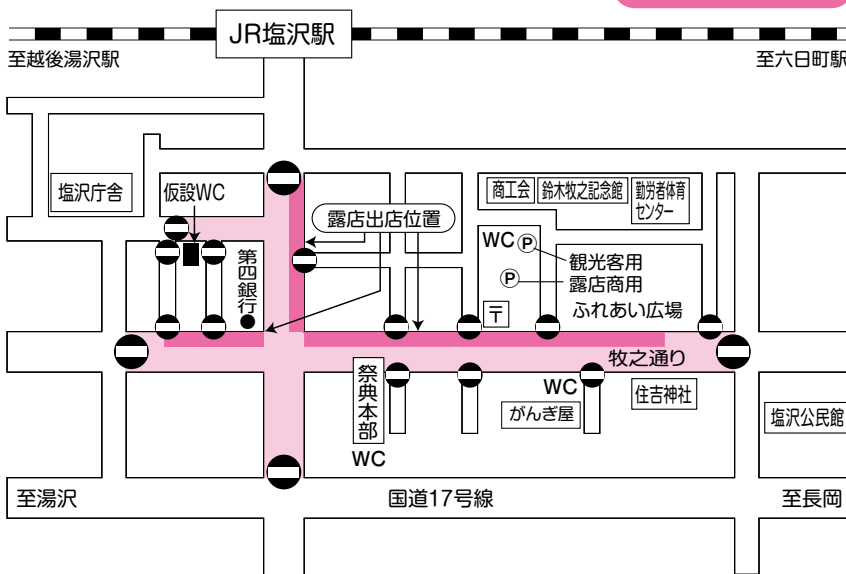 JR塩沢駅
至越後湯沢駅
至六日町駅
塩沢庁舎
仮設WC
商工会
鈴木牧之記念館
勤労者体育
センター
露店出店位置
WC
P
観光客用
P
露店商用
第四銀行
〒
ふれあい広場
牧之通り
祭典本部
WC
WC
がんぎ屋
住吉神社
塩沢公民館
至湯沢
国道17号線
至長岡